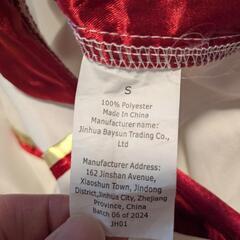 S
100% Polyester
Made In China
Manufacturer name:
Jinhua Baysun Trading Co.,
Ltd
Manufacturer Address:
162 Jinshan Avenue,
Xiaoshun Town, Jindong
District,Jinhua City, Zhejiang
Province, China
Batch 06 of 2024
JH01